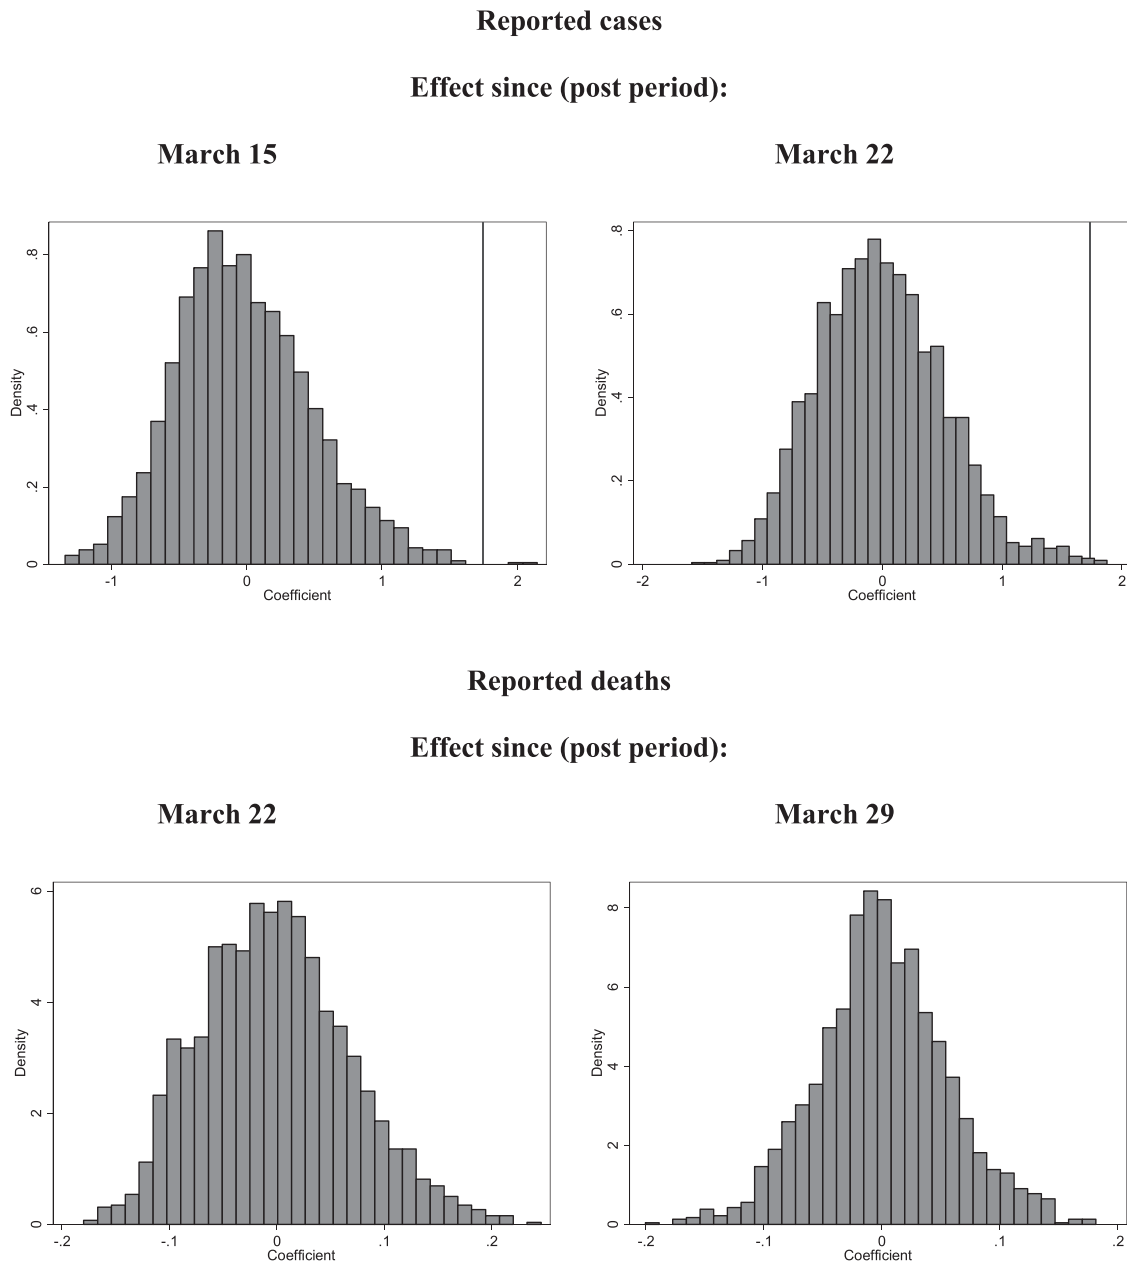 Reported cases
Effect since (post period):
March 15
March 22
Density
0 .2 .4 .6 .8
-1 0 1 2
Coefficient
Density
0 .2 .4 .6 .8
-2 -1 0 1 2
Coefficient
Reported deaths
Effect since (post period):
March 22
March 29
Density
0 2 4 6
-.2 -.1 0 .1 .2
Coefficient
Density
0 2 4 6 8
-.2 -.1 0 .1 .2
Coefficient